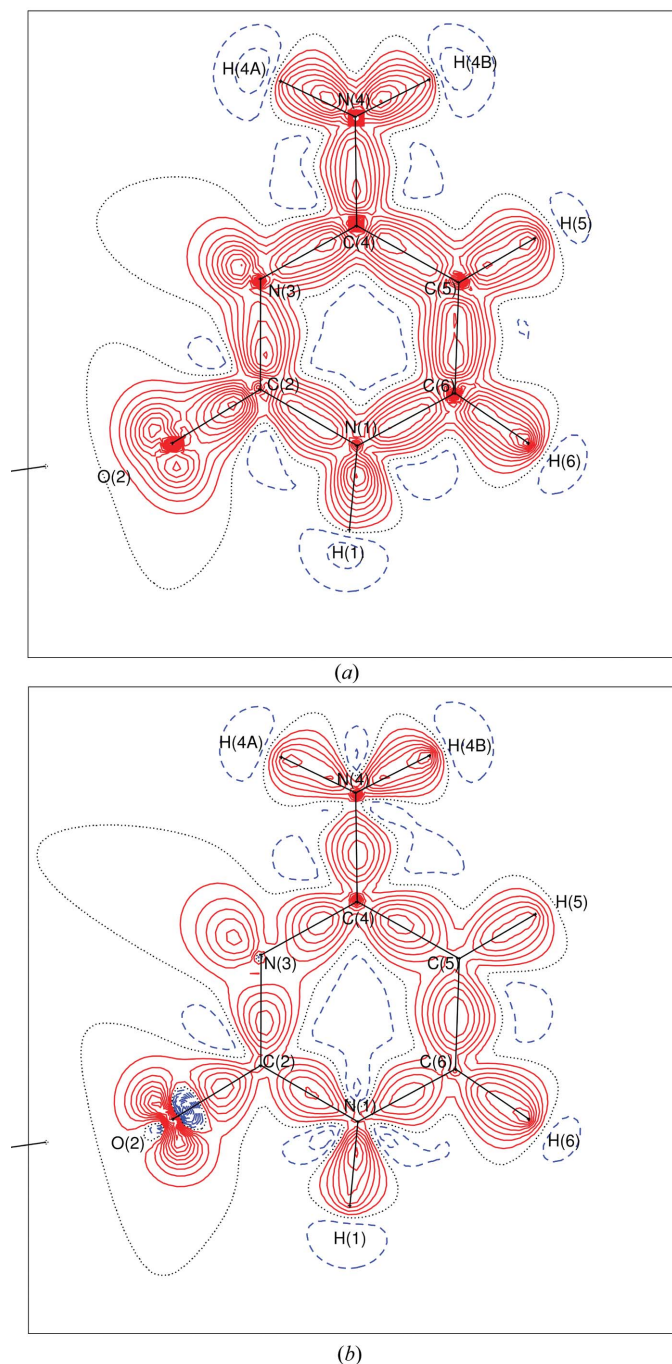 H(4A) H(4B)
N(4)
H(5)
C(4)
N(3) C(5)
C(2) C(6)
N(1)
O(2) H(6)
H(1)
(a)
H(4A) H(4B)
N(4)
H(5)
C(4)
N(3) C(5)
C(2) C(6)
N(1)
O(2) H(6)
H(1)
(b)